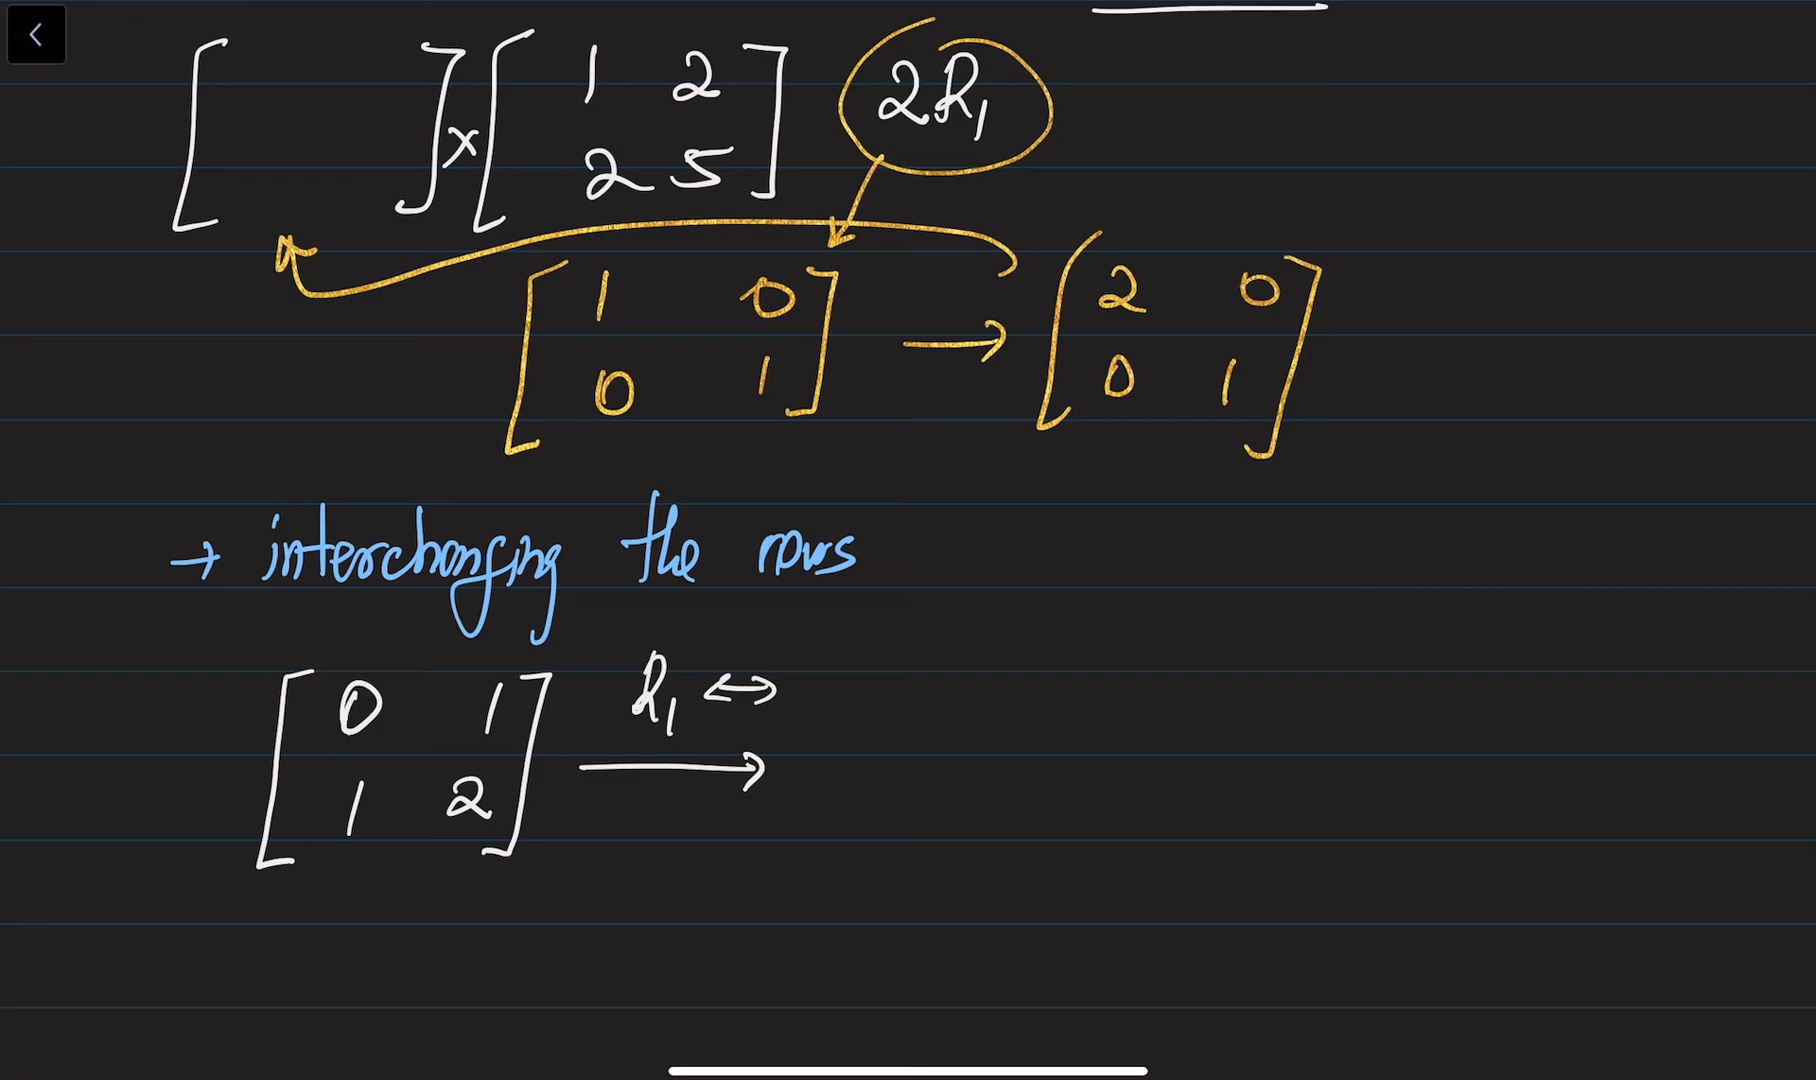 [ ] × [ 1 2 2R₁
2 5 ]
[ 1 0 → [ 2 0
0 1 ] 0 1 ]
→ interchanging the rows
[ 0 1 R₁ ↔
1 2 ] →